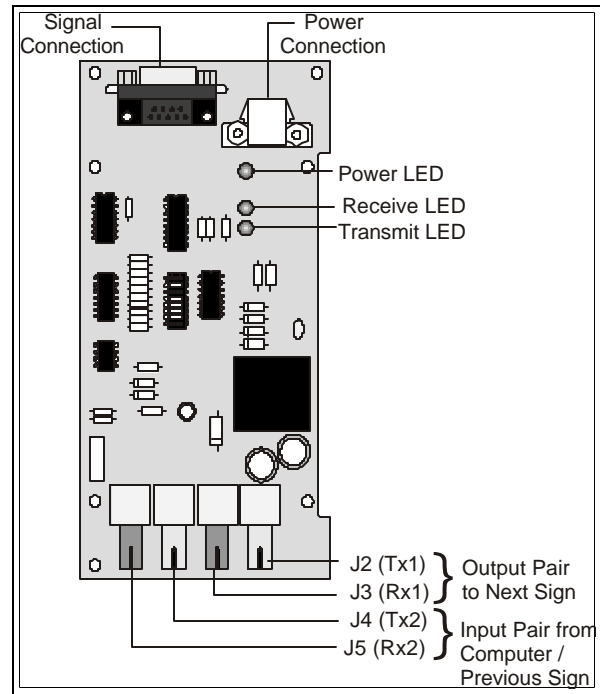 Signal
Connection
Power
Connection
Power LED
Receive LED
Transmit LED
J2 (Tx1)
J3 (Rx1)
Output Pair
to Next Sign
J4 (Tx2)
J5 (Rx2)
Input Pair from
Computer /
Previous Sign